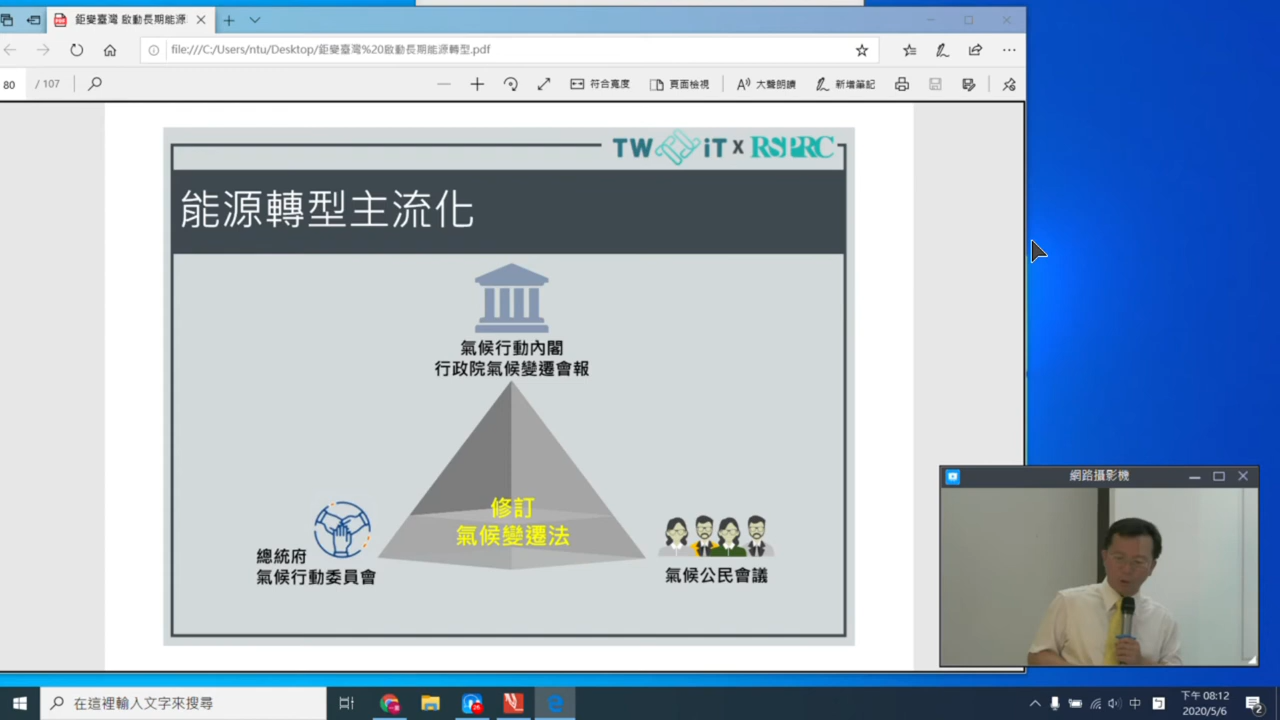 鉅變臺灣 啟動長期能源
file:///C:/Users/ntu/Desktop/鉅變臺灣%20啟動長期能源轉型.pdf
80 / 107
符合寬度
頁面檢視
大聲朗讀
新增筆記
TW iT x RSPRC
能源轉型主流化
氣候行動內閣
行政院氣候變遷會報
修訂
氣候變遷法
總統府
氣候行動委員會
氣候公民會議
網路攝影機
在這裡輸入文字來搜尋
中
下午 08:12
2020/5/6
2